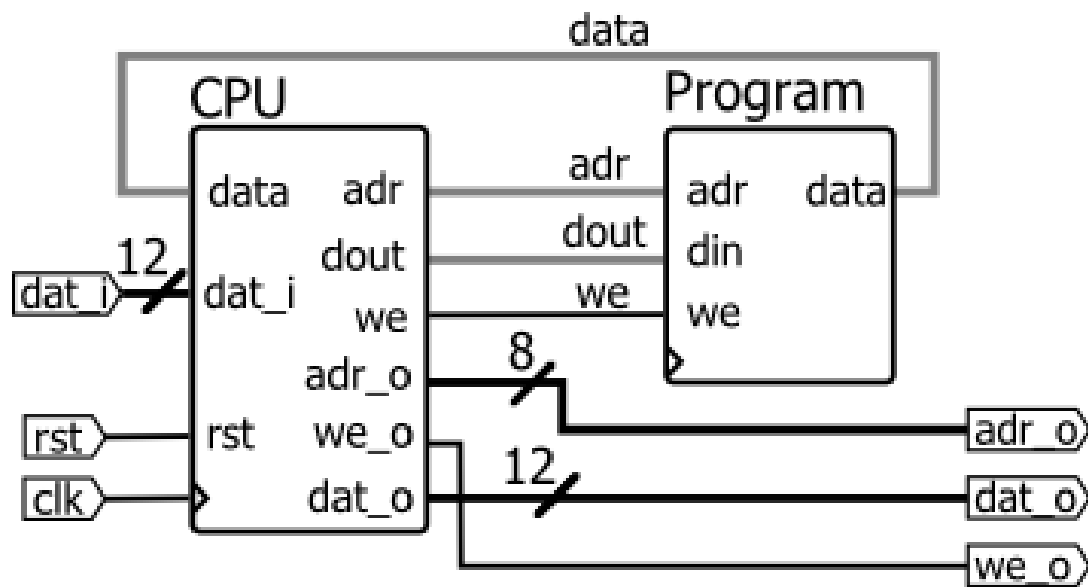 data
CPU
Program
data adr
adr
adr data
dout
dout
din
12
dat_i
dat_i
we
we
we
adr_o
8
rst
rst
we_o
adr_o
clk
dat_o
12
dat_o
we_o